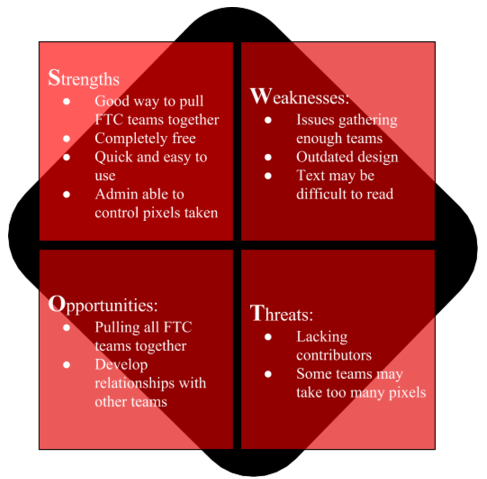 Strengths
● Good way to pull
FTC teams together
● Completely free
● Quick and easy to
use
● Admin able to
control pixels taken
Weaknesses:
● Issues gathering
enough teams
● Outdated design
● Text may be
difficult to read
Opportunities:
● Pulling all FTC
teams together
● Develop
relationships with
other teams
Threats:
● Lacking
contributors
● Some teams may
take too many pixels